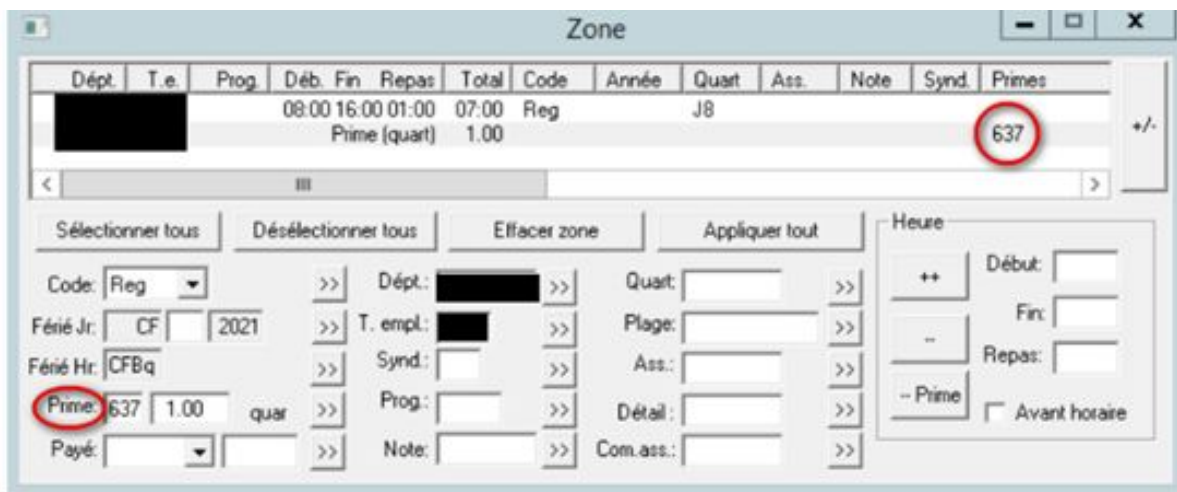 Zone
Dépt. T.e. Prog. Déb. Fin Repas Total Code Année Quart Ass. Note Synd. Primes
08:00 16:00 01:00 07:00 Reg J8
Prime (quart) 1.00 637
+/-
Sélectionner tous Désélectionner tous Effacer zone Appliquer tout Heure
Code: Reg >> Dépt.: >> Quart: >> ++ Début:
Férié Jr: CF 2021 >> T. empl.: >> Plage: >> Fin:
Férié Hr: CFBq >> Synd.: >> Ass.: >> -- Repas:
Prime: 637 1.00 quar >> Prog.: >> Détail : >> -- Prime Avant horaire
Payé: >> Note: >> Com.ass.: >>